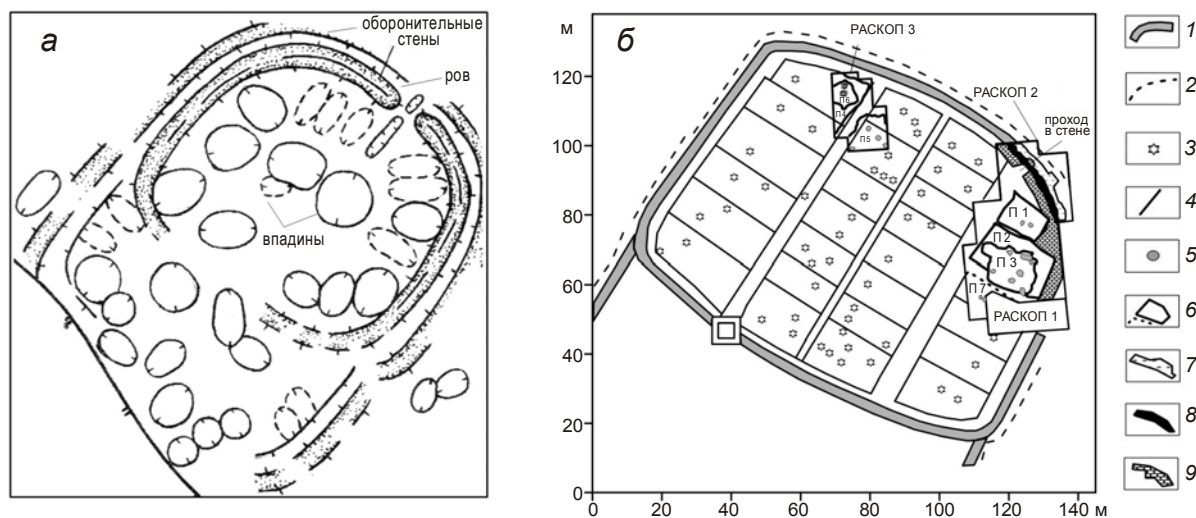 а
оборонительные
стены
ров
впадины
б
м
120
100
80
60
40
20
0
0 20 40 60 80 100 120 140 м
РАСКОП 3
РАСКОП 2
проход
в стене
П6
П4
П5
П 1
П2
П 3
П 7
РАСКОП 1
1
2
3
4
5
6
7
8
9